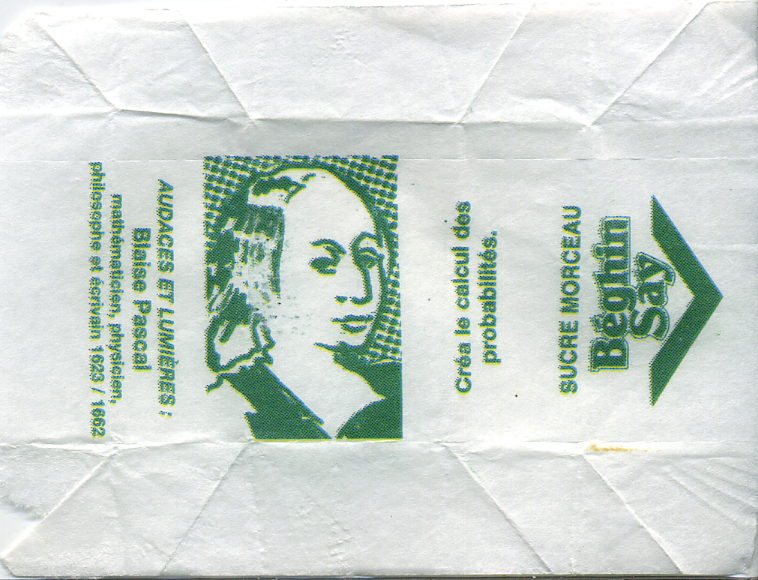 AUDACES ET LUMIÈRES :
Blaise Pascal
mathématicien, physicien,
philosophe et écrivain 1623 / 1662
Créa le calcul des
probabilités.
SUCRE MORCEAU
Béghin
Say